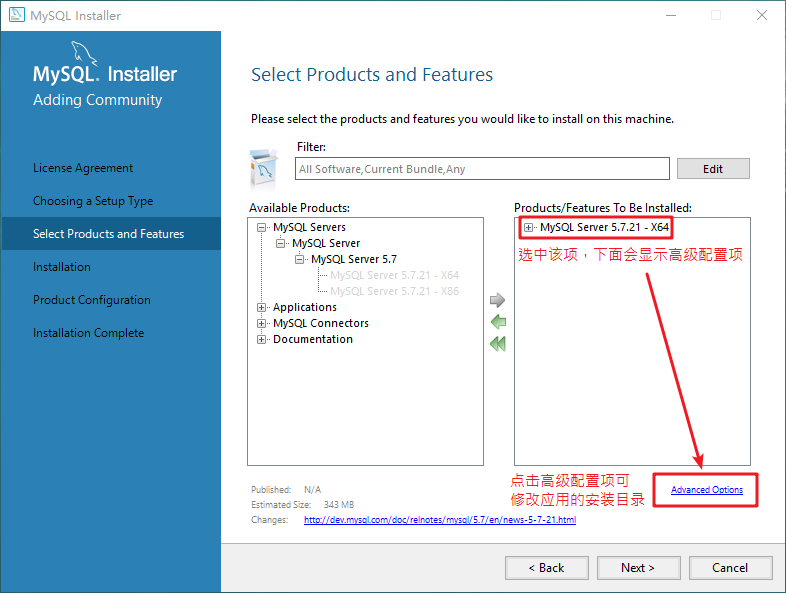 MySQL Installer
MySQL. Installer
Adding Community
License Agreement
Choosing a Setup Type
Select Products and Features
Installation
Product Configuration
Installation Complete
Select Products and Features
Please select the products and features you would like to install on this machine.
Filter:
All Software,Current Bundle,Any
Edit
Available Products:
MySQL Servers
MySQL Server
MySQL Server 5.7
MySQL Server 5.7.21 - X64
MySQL Server 5.7.21 - X86
Applications
MySQL Connectors
Documentation
Products/Features To Be Installed:
MySQL Server 5.7.21 - X64
选中该项，下面会显示高级配置项
点击高级配置项可
修改应用的安装目录
Advanced Options
Published: N/A
Estimated Size: 343 MB
Changes: http://dev.mysql.com/doc/relnotes/mysql/5.7/en/news-5-7-21.html
< Back
Next >
Cancel